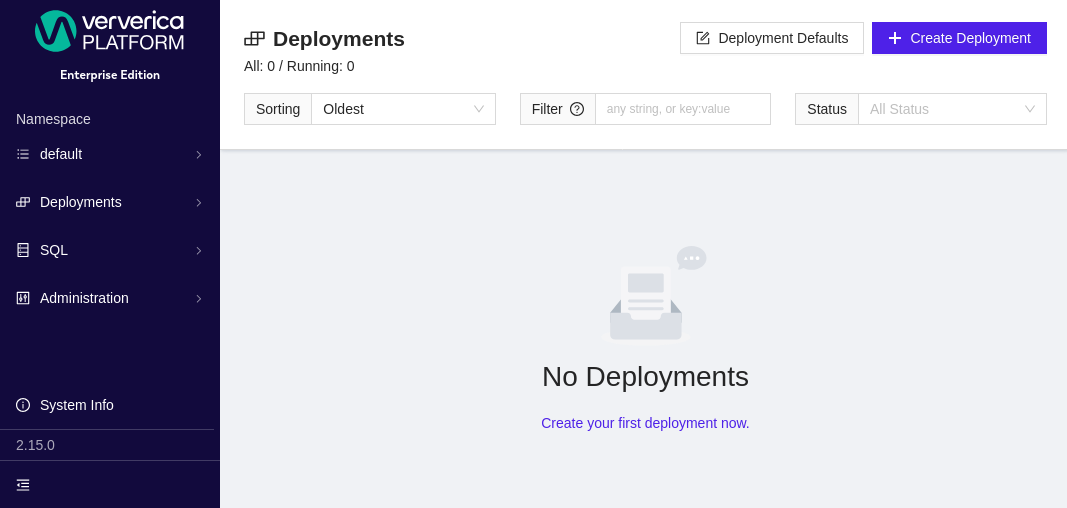 ververica
PLATFORM
Enterprise Edition
Namespace
default
Deployments
SQL
Administration
System Info
2.15.0
Deployments
All: 0 / Running: 0
Deployment Defaults
Create Deployment
Sorting Oldest
Filter any string, or key:value
Status All Status
No Deployments
Create your first deployment now.